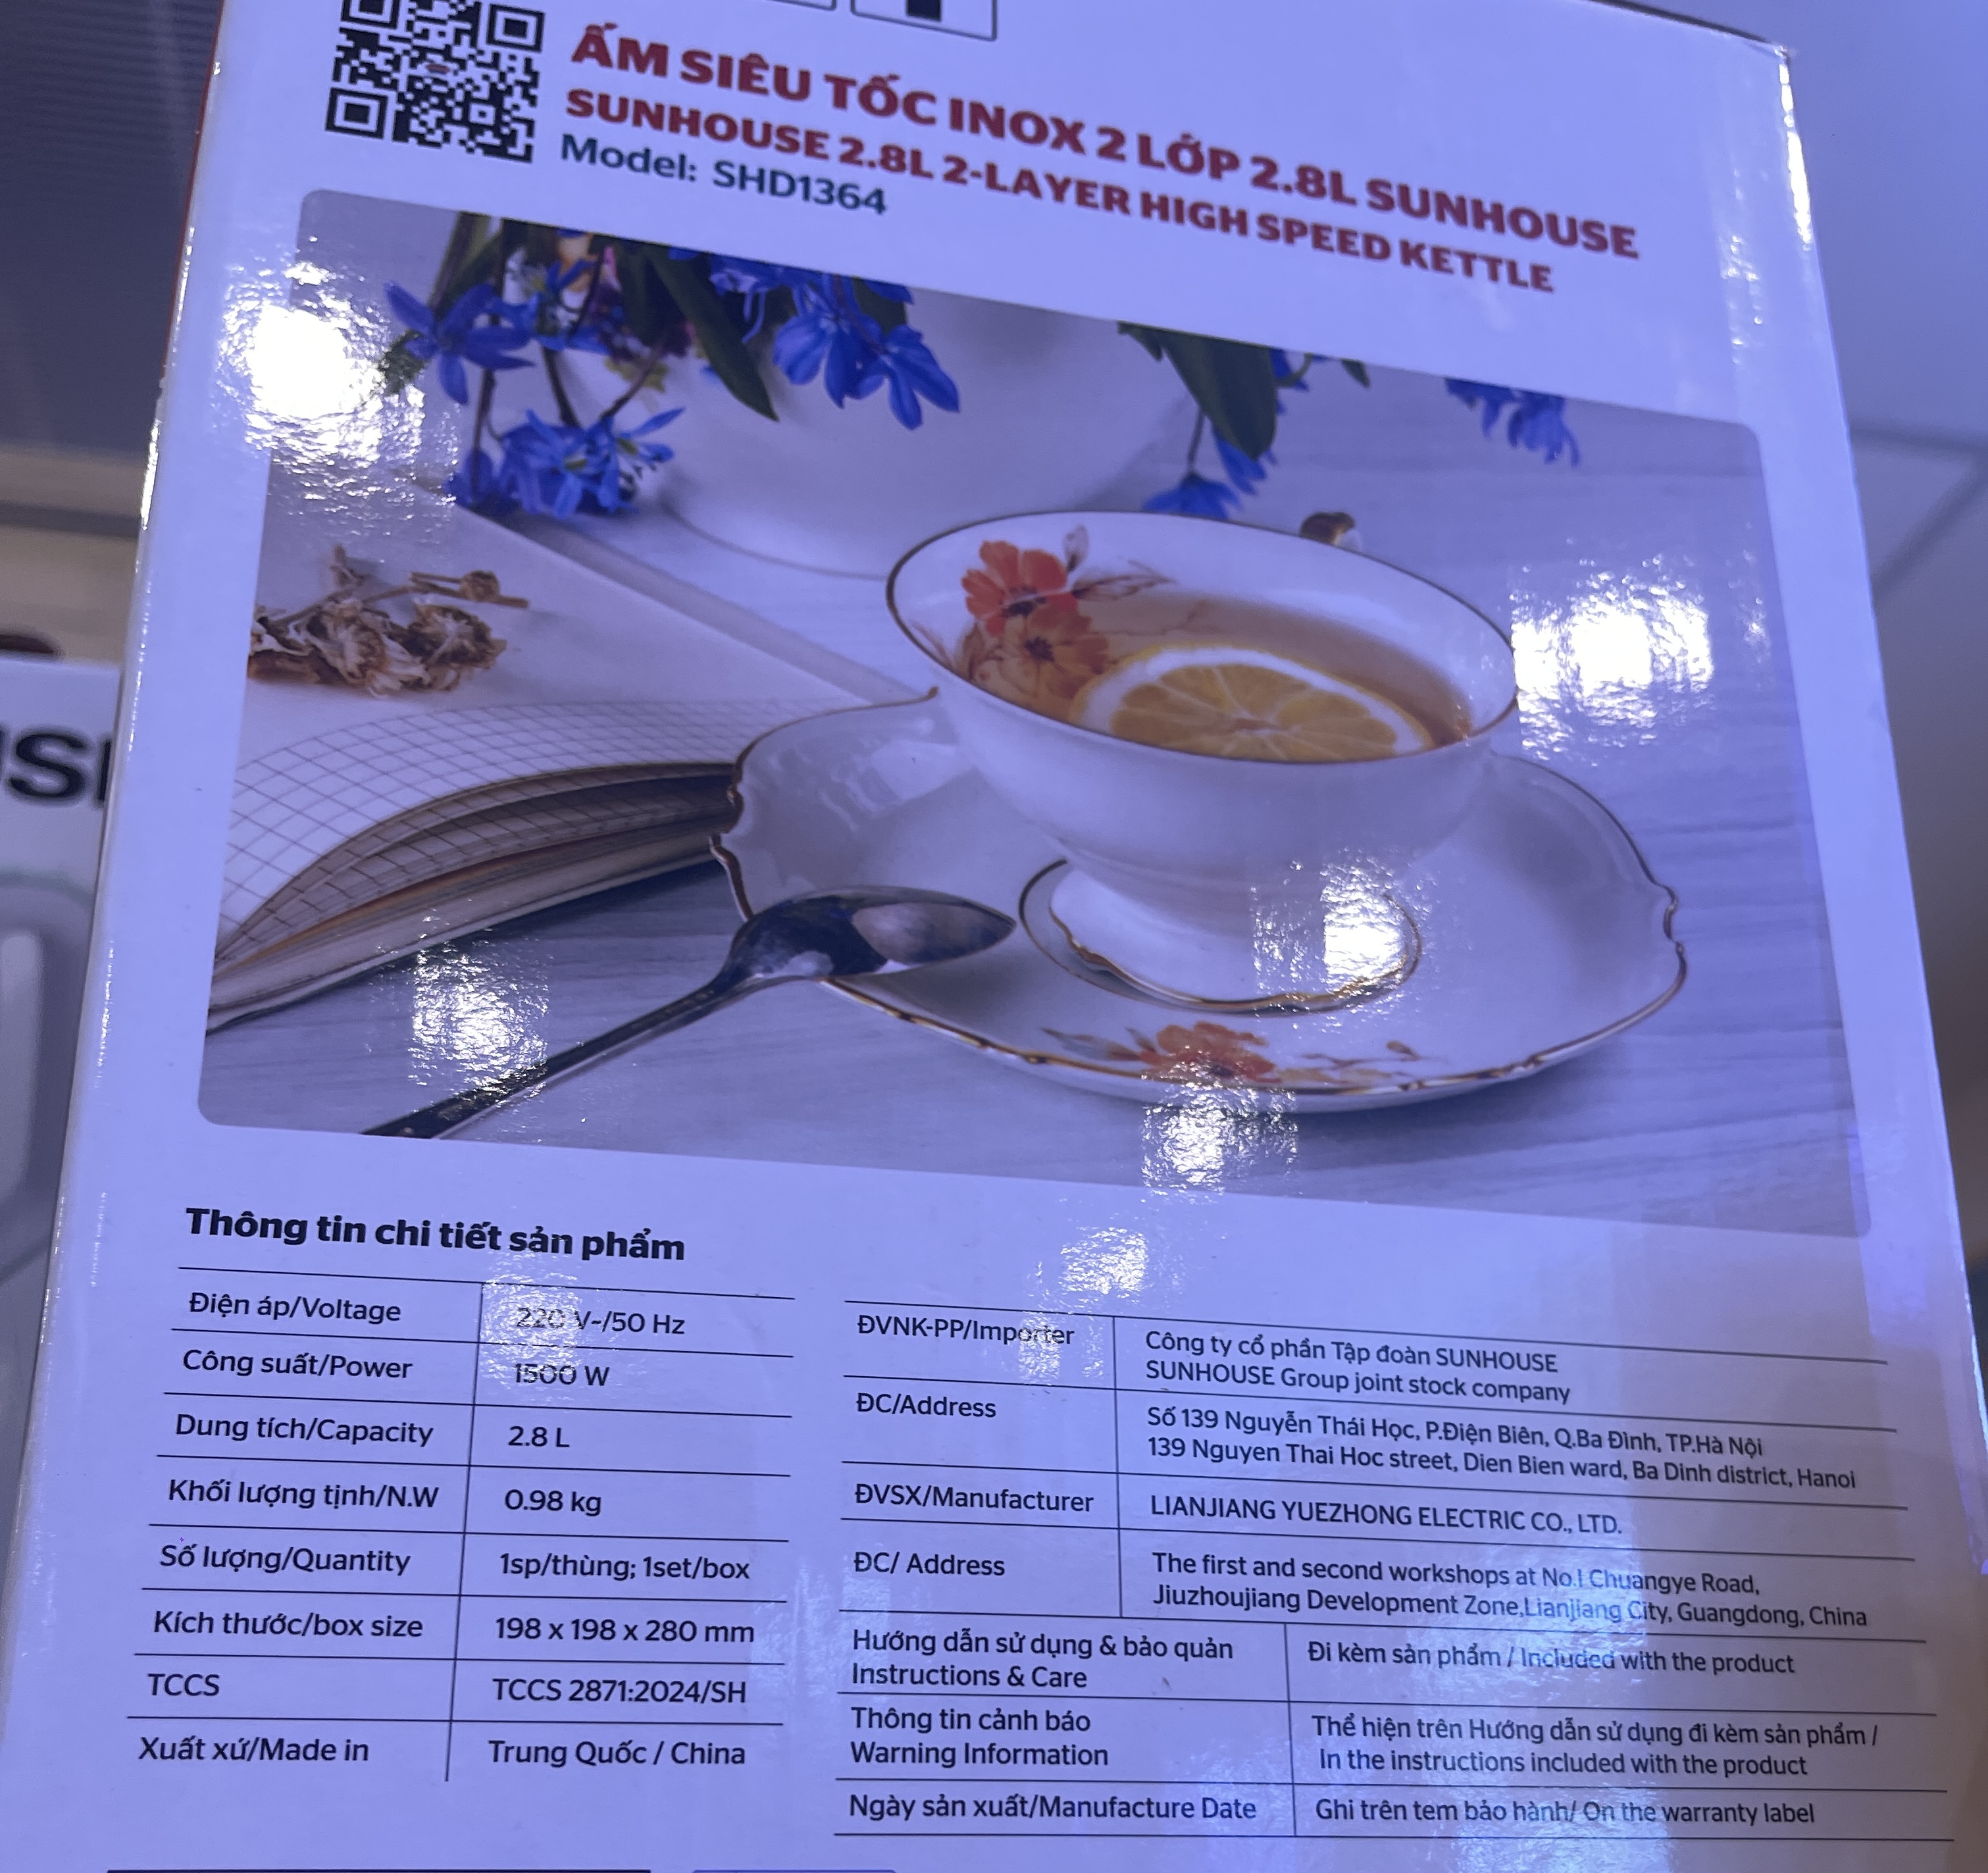 ẤM SIÊU TỐC INOX 2 LỚP 2.8L SUNHOUSE
SUNHOUSE 2.8L 2-LAYER HIGH SPEED KETTLE
Model: SHD1364
Thông tin chi tiết sản phẩm
Điện áp/Voltage 220 V~/50 Hz
Công suất/Power 1500 W
Dung tích/Capacity 2.8 L
Khối lượng tịnh/N.W 0.98 kg
Số lượng/Quantity 1sp/thùng; 1set/box
Kích thước/box size 198 x 198 x 280 mm
TCCS TCCS 2871:2024/SH
Xuất xứ/Made in Trung Quốc / China
ĐVNK-PP/Importer Công ty cổ phần Tập đoàn SUNHOUSE
SUNHOUSE Group joint stock company
ĐC/Address Số 139 Nguyễn Thái Học, P.Điện Biên, Q.Ba Đình, TP.Hà Nội
139 Nguyen Thai Hoc street, Dien Bien ward, Ba Dinh district, Hanoi
ĐVSX/Manufacturer LIANJIANG YUEZHONG ELECTRIC CO., LTD.
ĐC/ Address The first and second workshops at No.1 Chuangye Road,
Jiuzhoujiang Development Zone,Lianjiang City, Guangdong, China
Hướng dẫn sử dụng & bảo quản Đi kèm sản phẩm / Included with the product
Instructions & Care
Thông tin cảnh báo Thể hiện trên Hướng dẫn sử dụng đi kèm sản phẩm /
Warning Information In the instructions included with the product
Ngày sản xuất/Manufacture Date Ghi trên tem bảo hành/ On the warranty label